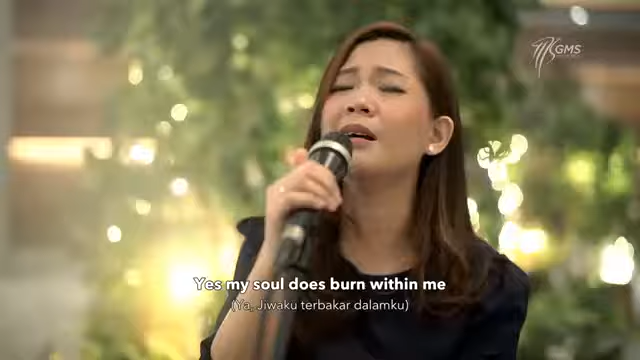 GMS
Yes my soul does burn within me
(Ya, Jiwaku terbakar dalamku)